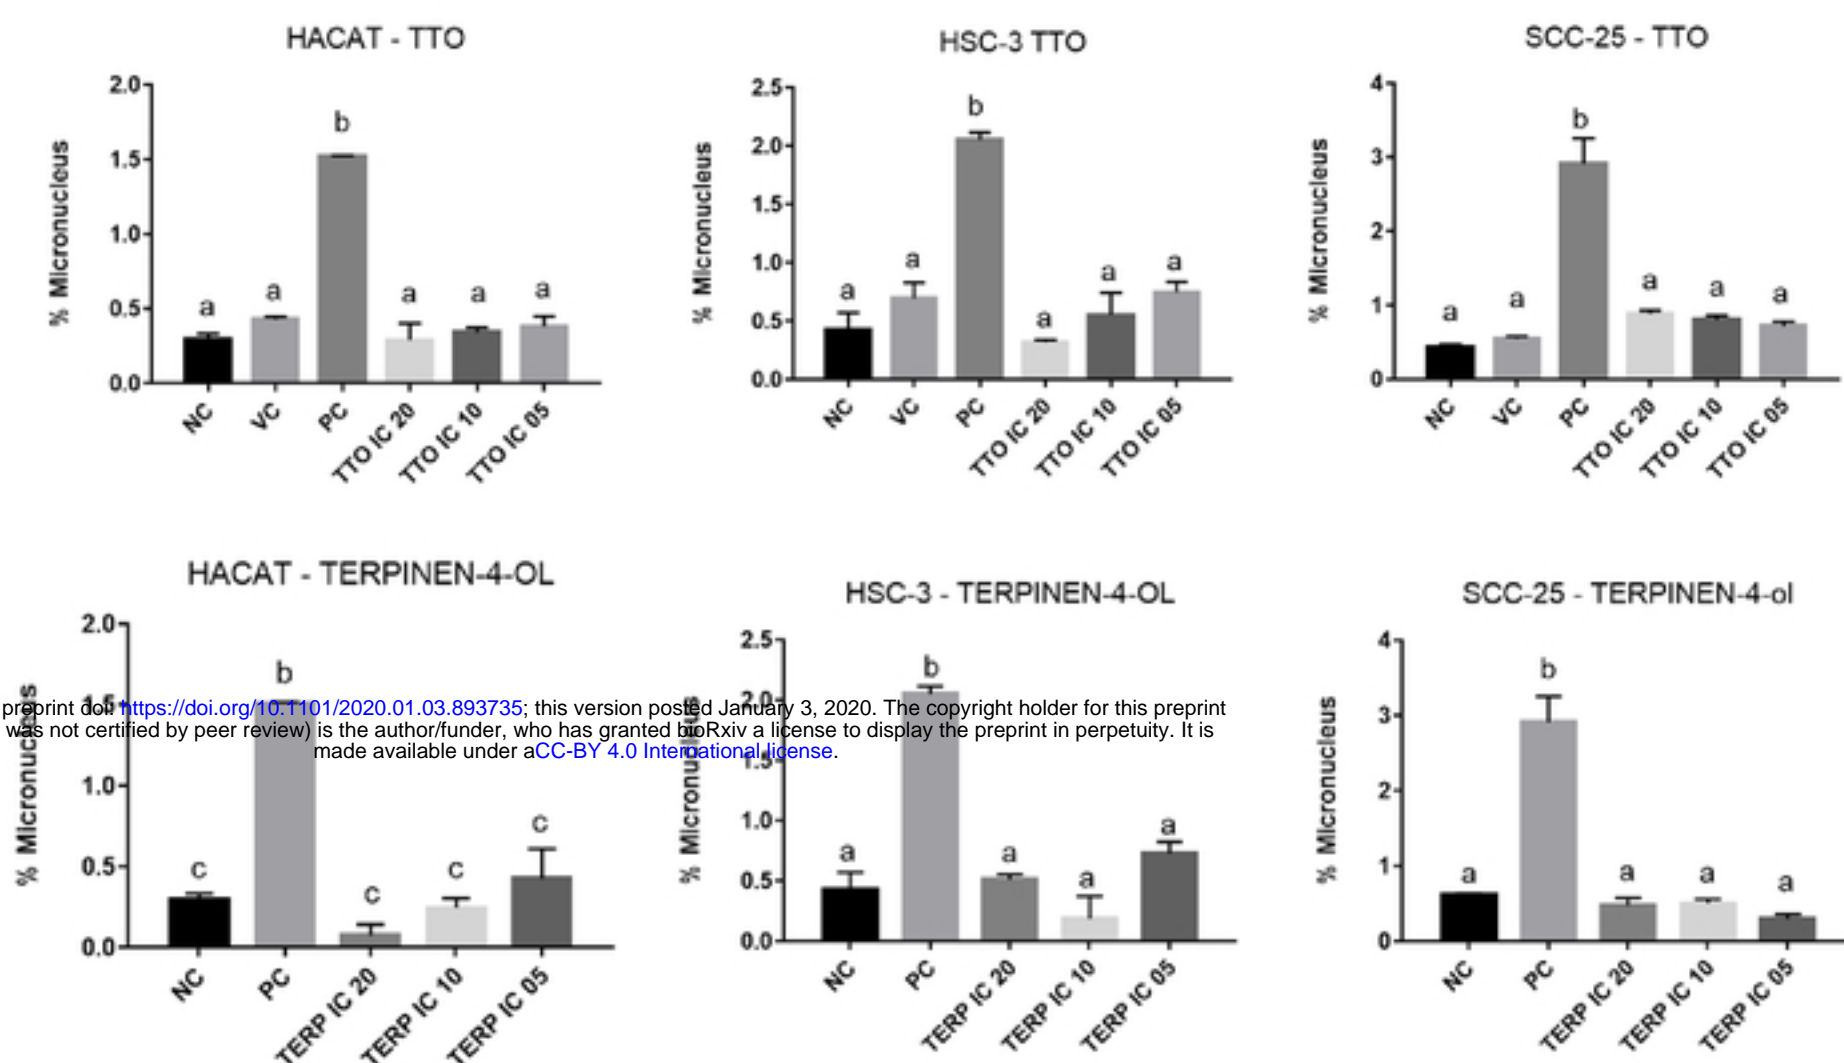 HACAT - TTO
% Micronucleus
2.0
1.5
1.0
0.5
0.0
b
a a a a a
NC VC PC TTO IC 20 TTO IC 10 TTO IC 05
HSC-3 TTO
% Micronucleus
2.5
2.0
1.5
1.0
0.5
0.0
b
a a a a a
NC VC PC TTO IC 20 TTO IC 10 TTO IC 05
SCC-25 - TTO
% Micronucleus
4
3
2
1
0
b
a a a a a
NC VC PC TTO IC 20 TTO IC 10 TTO IC 05
HACAT - TERPINEN-4-OL
% Micronucleus
2.0
1.5
1.0
0.5
0.0
b
c c c c
NC PC TERP IC 20 TERP IC 10 TERP IC 05
HSC-3 - TERPINEN-4-OL
% Micronucleus
2.5
2.0
1.5
1.0
0.5
0.0
b
a a a a
NC PC TERP IC 20 TERP IC 10 TERP IC 05
SCC-25 - TERPINEN-4-ol
% Micronucleus
4
3
2
1
0
b
a a a a
NC PC TERP IC 20 TERP IC 10 TERP IC 05
preprint doi: https://doi.org/10.1101/2020.01.03.893735; this version posted January 3, 2020. The copyright holder for this preprint
was not certified by peer review) is the author/funder, who has granted bioRxiv a license to display the preprint in perpetuity. It is
made available under aCC-BY 4.0 International license.